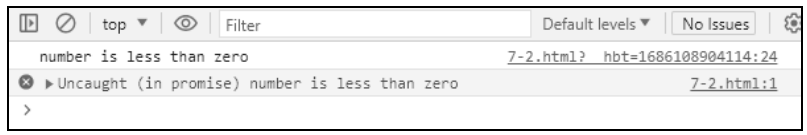 top Filter Default levels No Issues
number is less than zero 7-2.html?__hbt=1686108904114:24
Uncaught (in promise) number is less than zero 7-2.html:1